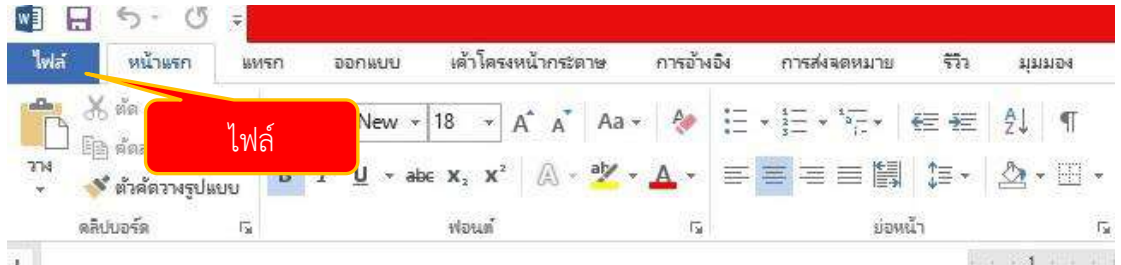 ไฟล์ หน้าแรก แทรก ออกแบบ เค้าโครงหน้ากระดาษ การอ้างอิง การส่งจดหมาย รีวิว มุมมอง
ตัด New 18 Aa
ไฟล์
วาง
ตัวคัดวางรูปแบบ B I U abc X₂ X² A aby A
คลิปบอร์ด ฟอนต์ ย่อหน้า
1